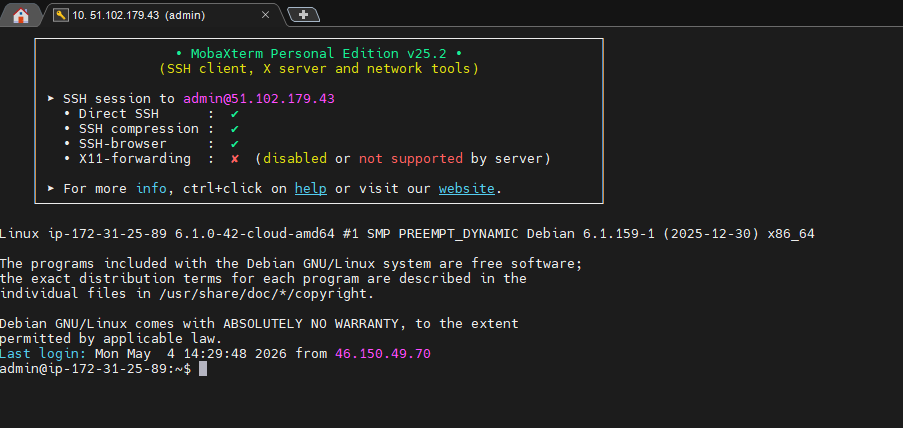 10. 51.102.179.43 (admin)
• MobaXterm Personal Edition v25.2 •
(SSH client, X server and network tools)
➤ SSH session to admin@51.102.179.43
• Direct SSH : ✔
• SSH compression : ✔
• SSH-browser : ✔
• X11-forwarding : ✘ (disabled or not supported by server)
➤ For more info, ctrl+click on help or visit our website.
Linux ip-172-31-25-89 6.1.0-42-cloud-amd64 #1 SMP PREEMPT_DYNAMIC Debian 6.1.159-1 (2025-12-30) x86_64
The programs included with the Debian GNU/Linux system are free software;
the exact distribution terms for each program are described in the
individual files in /usr/share/doc/*/copyright.
Debian GNU/Linux comes with ABSOLUTELY NO WARRANTY, to the extent
permitted by applicable law.
Last login: Mon May  4 14:29:48 2026 from 46.150.49.70
admin@ip-172-31-25-89:~$